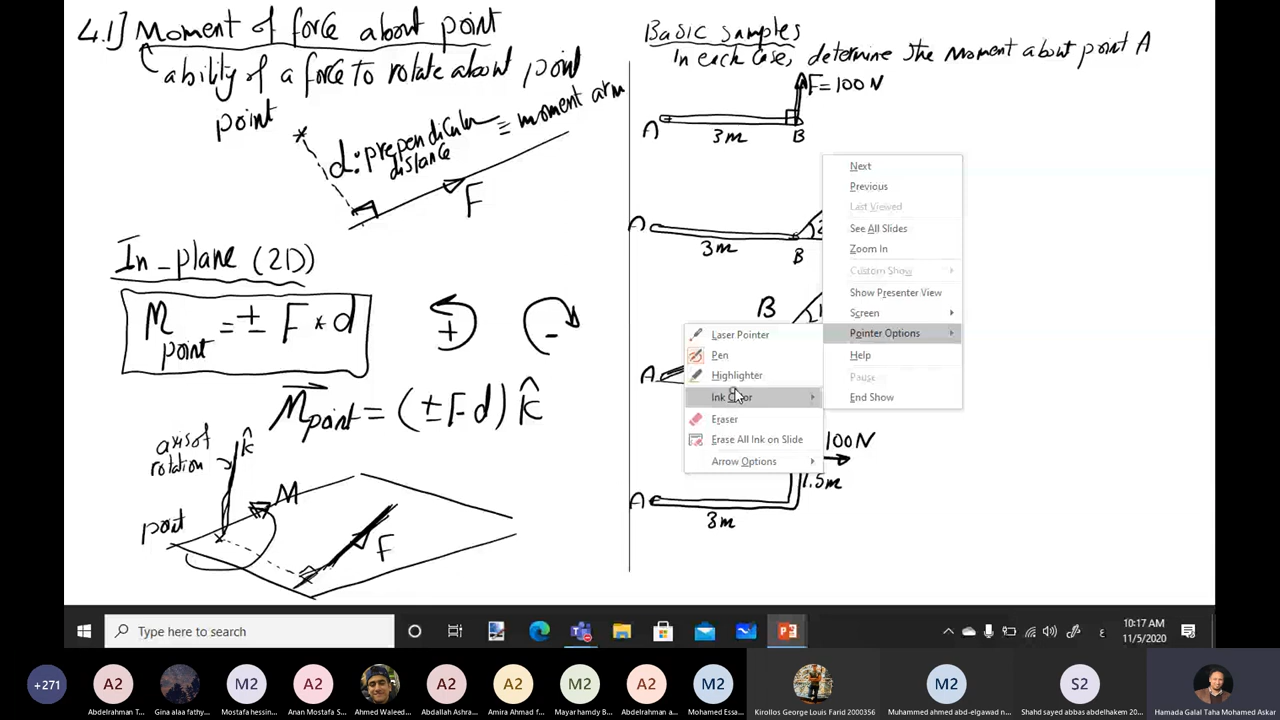 4.1] Moment of force about point
ability of a force to rotate about point
point
d: prependicular distance ≡ moment arm
F
In-plane (2D)
M point = ± F * d
+
-
M point = (± F d) k̂
axis of rotation
k̂
M
point
F
Basic samples
In each case, determine the Moment about point A
F = 100 N
A
3m
B
A
3m
B
B
A
100N
1.5m
A
3m
Next
Previous
Last Viewed
See All Slides
Zoom In
Custom Show
Show Presenter View
Screen
Pointer Options
Help
Pause
End Show
Laser Pointer
Pen
Highlighter
Eraser
Erase All Ink on Slide
Arrow Options
Type here to search
ع
10:17 AM
11/5/2020
+271
A2
M2
A2
A2
A2
M2
A2
M2
M2
S2
Abdelrahman T...
Gina alaa fathy...
Mostafa hessin...
Anan Mostafa S...
Ahmed Waleed...
Abdallah Ashra...
Amira Ahmad f...
Mayar hamdy B...
Abdelrahman a...
Mohamed Essa...
Kirollos George Louis Farid 2000356
Muhammed ahmed abd-elgawad n...
Shahd sayed abbas abdelhakem 20...
Hamada Galal Taha Mohamed Askar